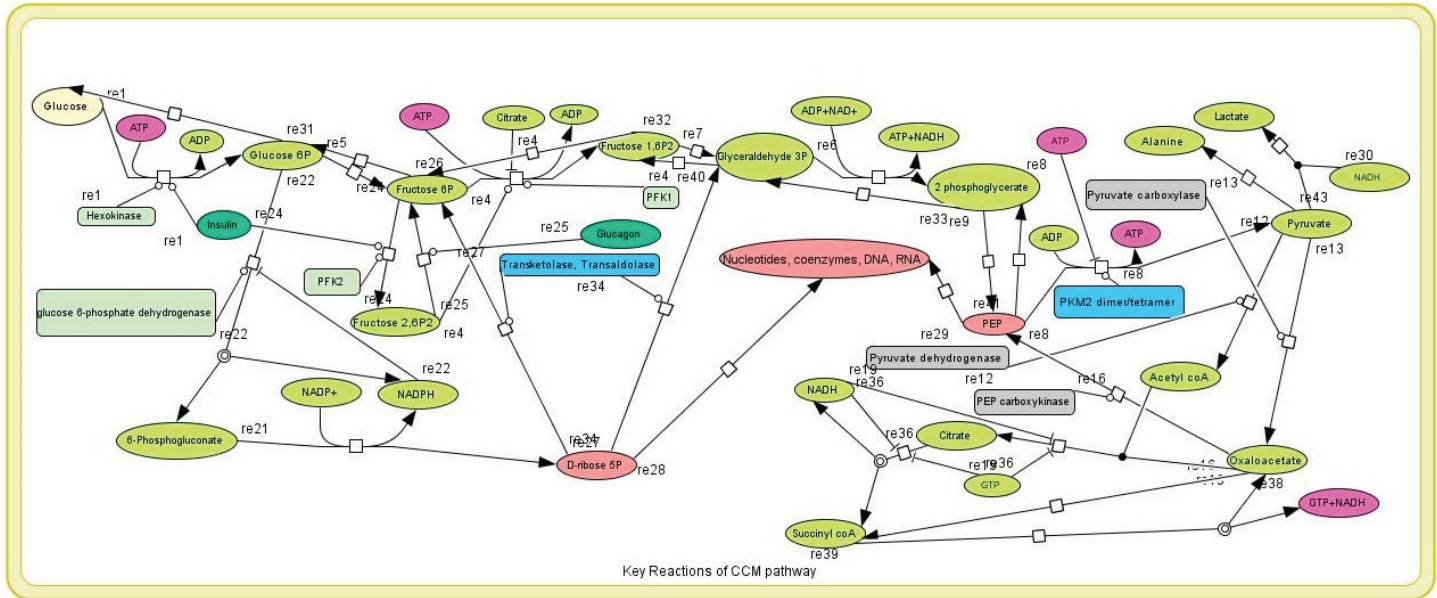 re1
Glucose
ATP
ADP
re31
re5
Glucose 6P
re22
re24
re1
Hexokinase
re1
Insulin
re24
ATP
Citrate
ADP
re4
re32
re26
Fructose 6P
re4
Fructose 1,6P2
re7
re4
re40
PFK1
Glyceraldehyde 3P
ADP+NAD+
re6
ATP+NADH
2 phosphoglycerate
re33
re9
re8
ATP
Pyruvate carboxylase
Alanine
Lactate
re30
NADH
re13
re43
re12
Pyruvate
re13
ADP
ATP
re8
re25
Glucagon
re27
Transketolase, Transaldolase
re34
Nucleotides, coenzymes, DNA, RNA
PKM2 dimer/tetramer
PFK2
re24
re25
Fructose 2,6P2
re4
glucose 6-phosphate dehydrogenase
re22
re22
re41
PEP
re8
re29
Pyruvate dehydrogenase
re12
re16
Acetyl coA
PEP carboxykinase
re19
re36
NADH
NADP+
NADPH
re36
Citrate
6-Phosphogluconate
re21
re34
D-ribose 5P
re28
re36
GTP
re16
Oxaloacetate
re38
GTP+NADH
Succinyl coA
re39
Key Reactions of CCM pathway